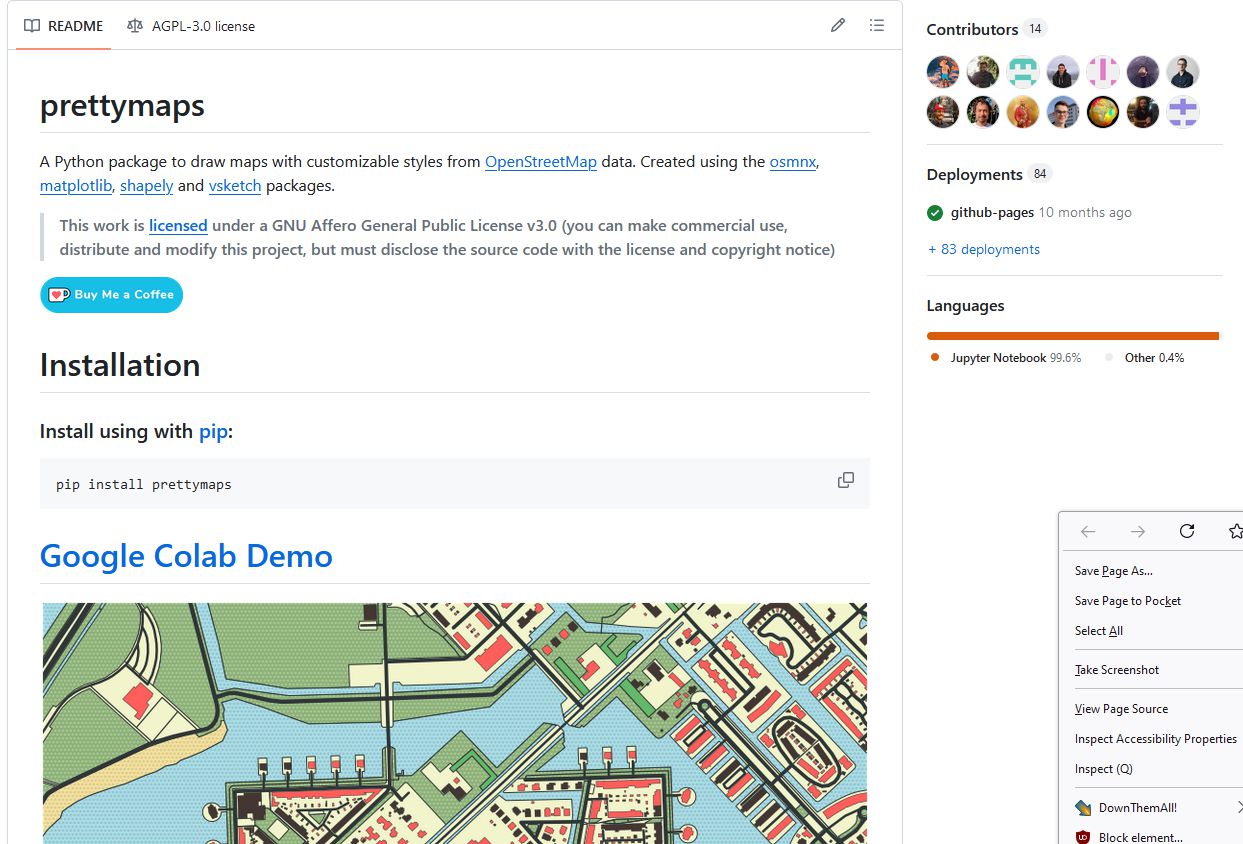 README
AGPL-3.0 license
prettymaps
A Python package to draw maps with customizable styles from OpenStreetMap data. Created using the osmnx,
matplotlib, shapely and vsketch packages.
This work is licensed under a GNU Affero General Public License v3.0 (you can make commercial use,
distribute and modify this project, but must disclose the source code with the license and copyright notice)
Buy Me a Coffee
Installation
Install using with pip:
pip install prettymaps
Google Colab Demo
Contributors 14
Deployments 84
github-pages 10 months ago
+ 83 deployments
Languages
Jupyter Notebook 99.6%
Other 0.4%
Save Page As...
Save Page to Pocket
Select All
Take Screenshot
View Page Source
Inspect Accessibility Properties
Inspect (Q)
DownThemAll!
Block element...